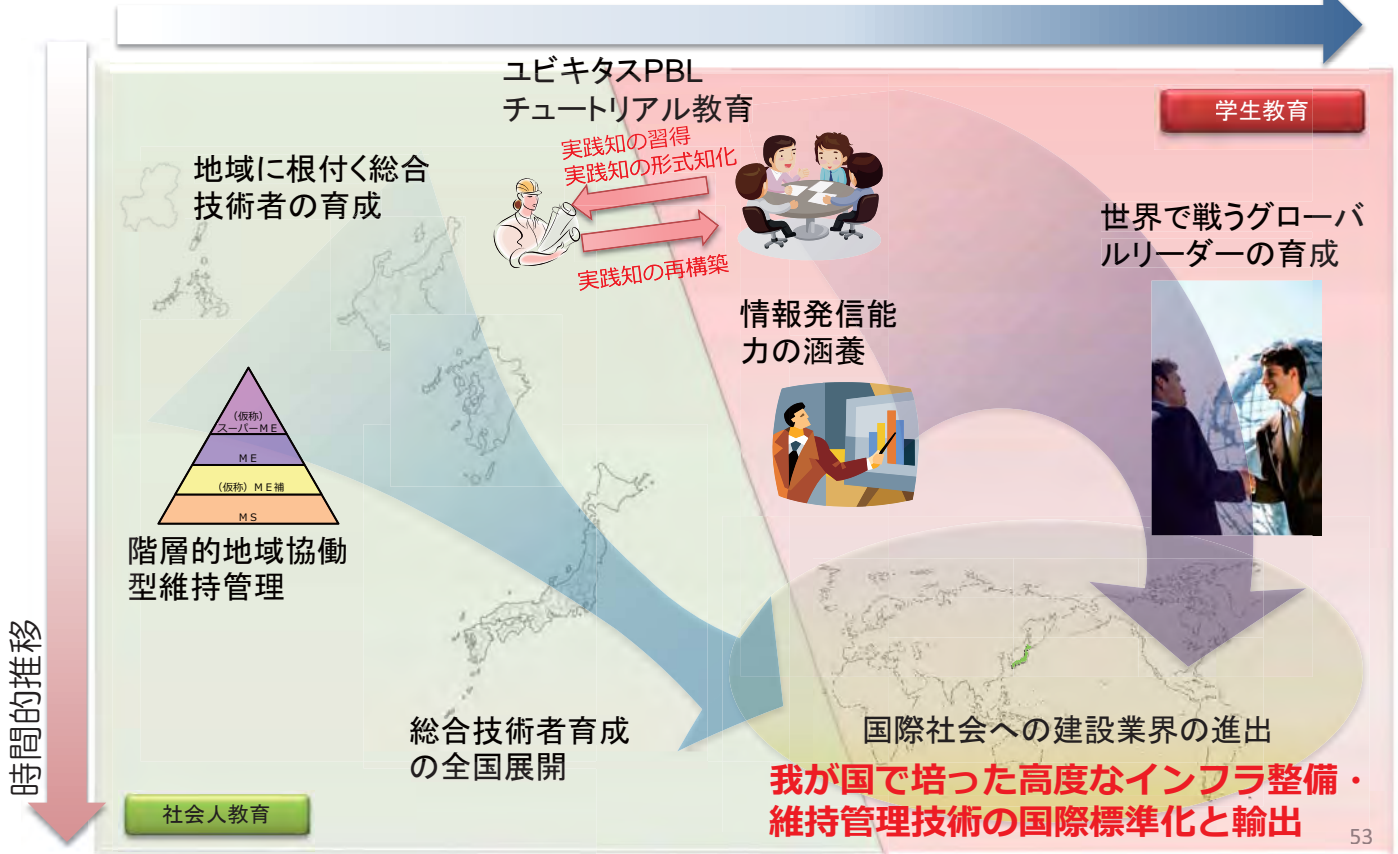 ユビキタスPBL
チュートリアル教育
学生教育
実践知の習得
実践知の形式知化
地域に根付く総合
技術者の育成
世界で戦うグローバ
ルリーダーの育成
実践知の再構築
情報発信能
力の涵養
(仮称)
スーパーME
ME
(仮称)ME補
MS
階層的地域協働
型維持管理
時間的推移
総合技術者育成
の全国展開
国際社会への建設業界の進出
我が国で培った高度なインフラ整備・
維持管理技術の国際標準化と輸出
社会人教育
53